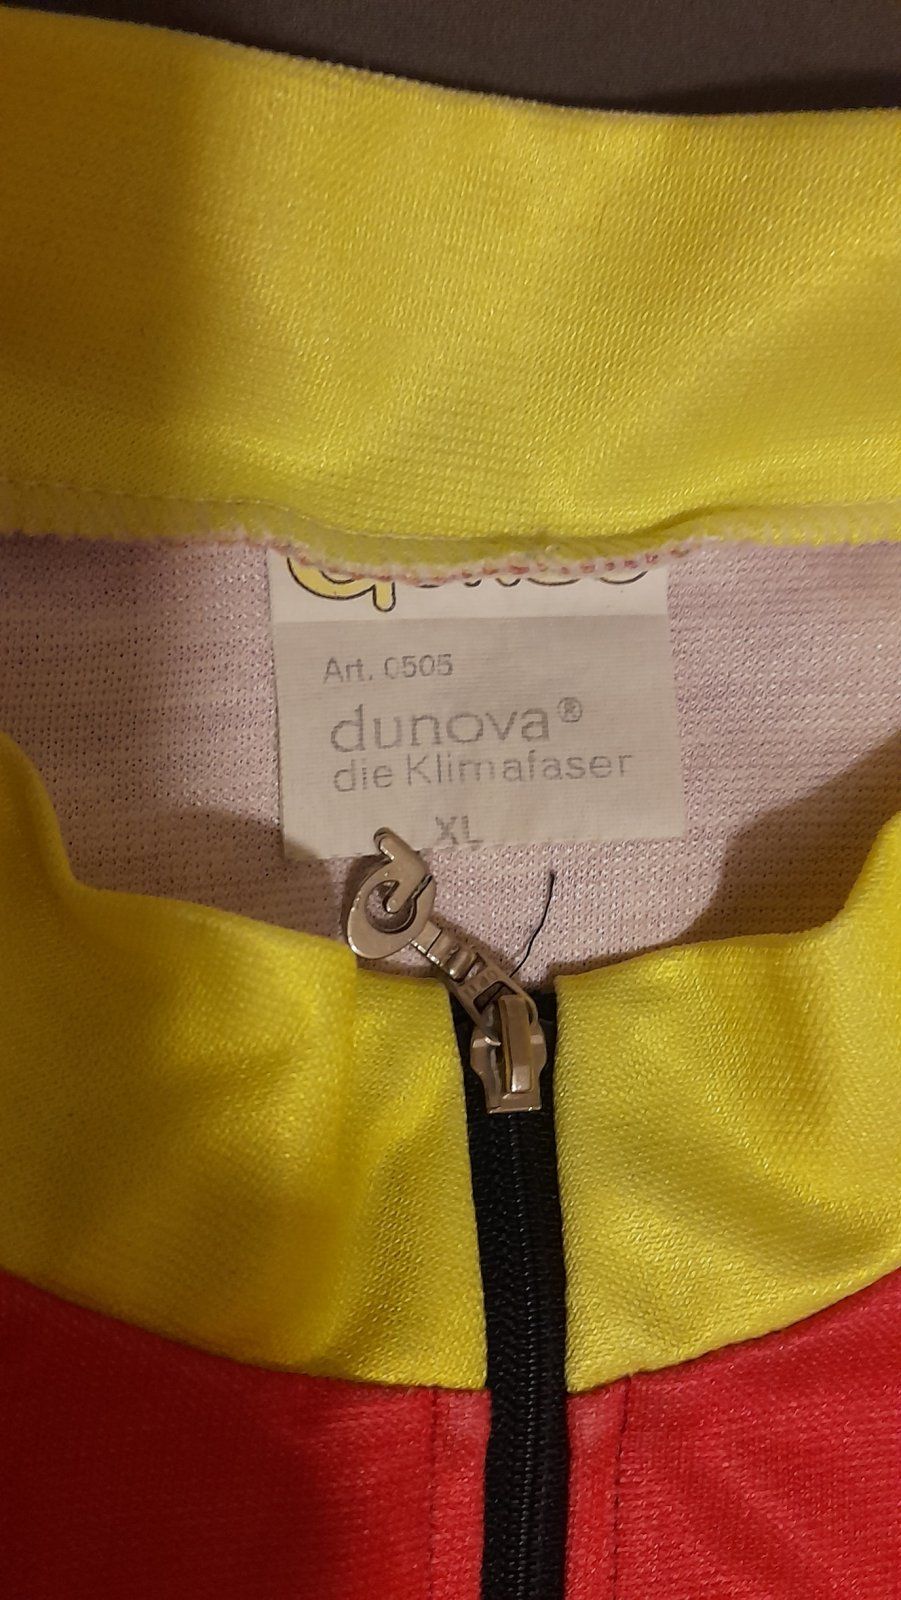 Art. 0505
dunova®
die Klimafaser
XL